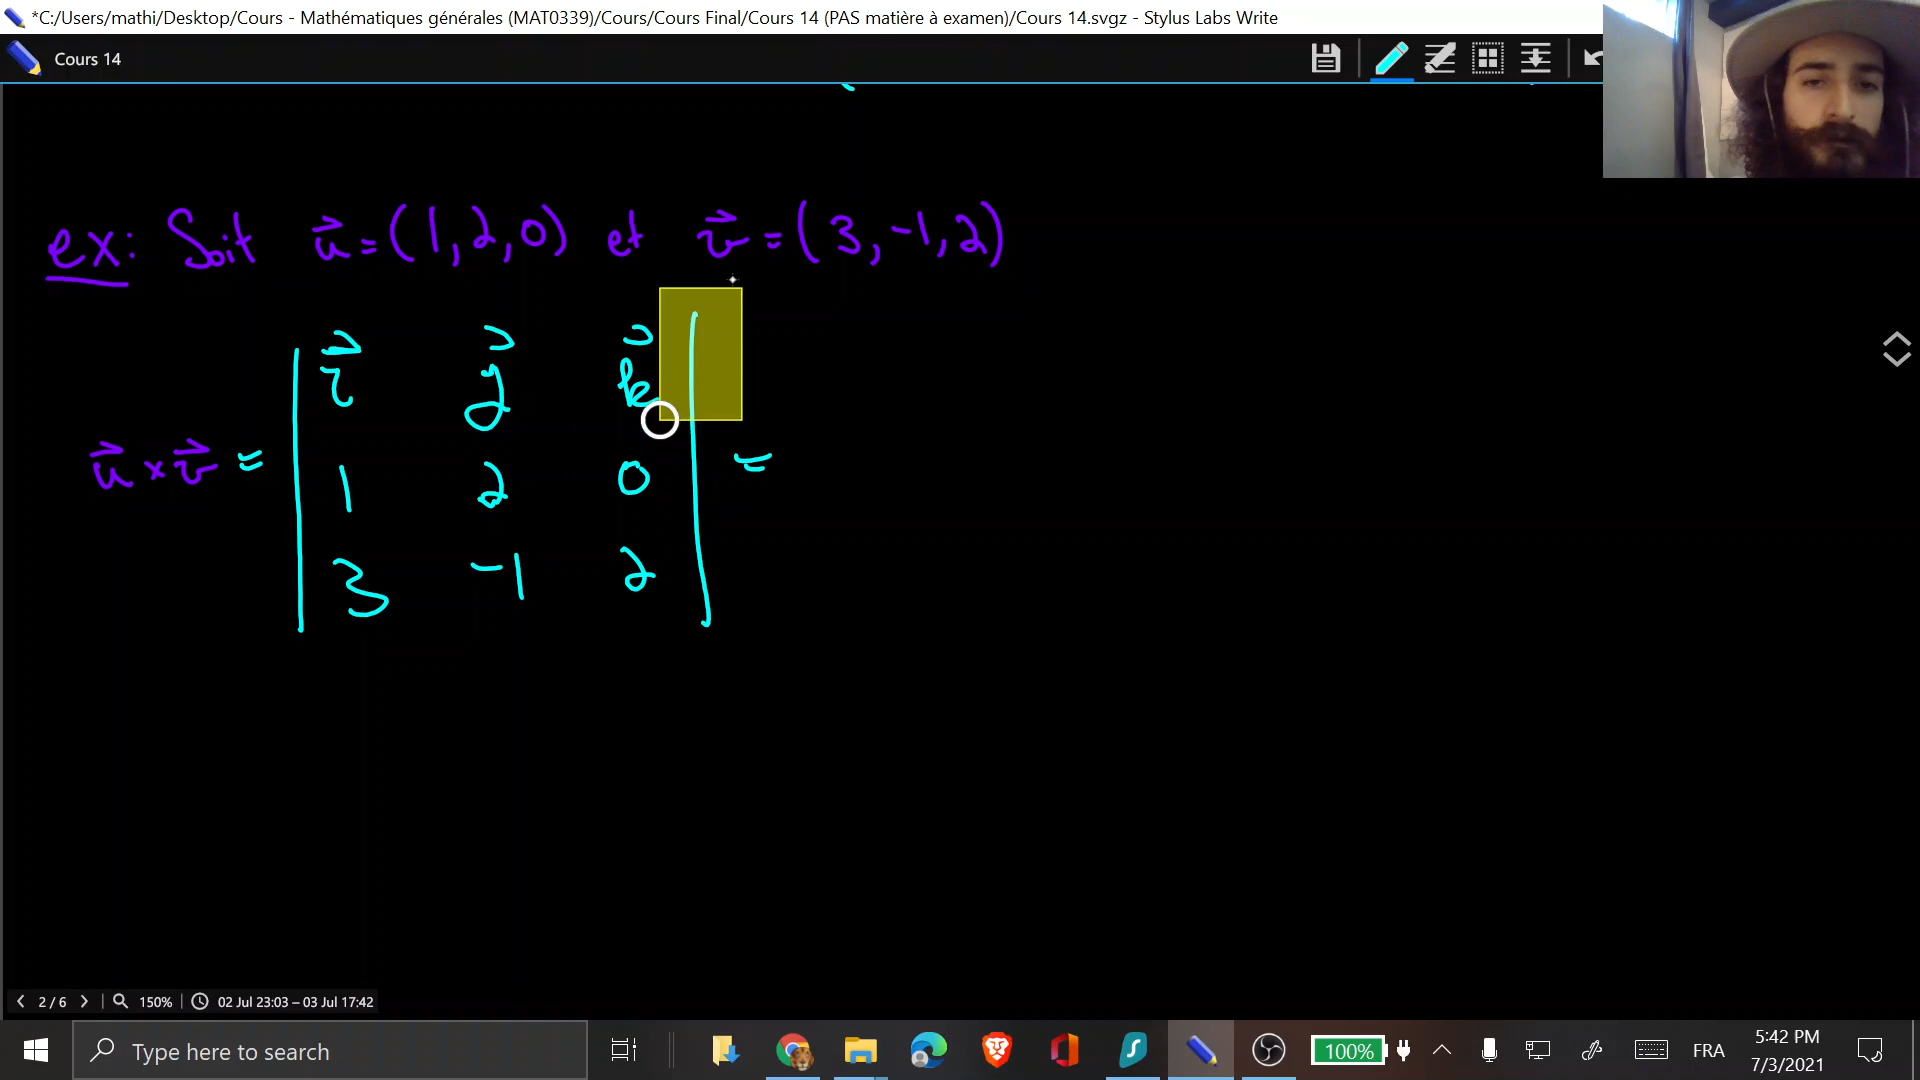 *C:/Users/mathi/Desktop/Cours - Mathématiques générales (MAT0339)/Cours/Cours Final/Cours 14 (PAS matière à examen)/Cours 14.svgz - Stylus Labs Write
Cours 14
ex: Soit u⃗ = (1, 2, 0) et v⃗ = (3, -1, 2)
i⃗ j⃗ k⃗
u⃗ × v⃗ = | | =
1 2 0
3 -1 2
2 / 6 150% 02 Jul 23:03 – 03 Jul 17:42
Type here to search
100%
FRA
5:42 PM
7/3/2021